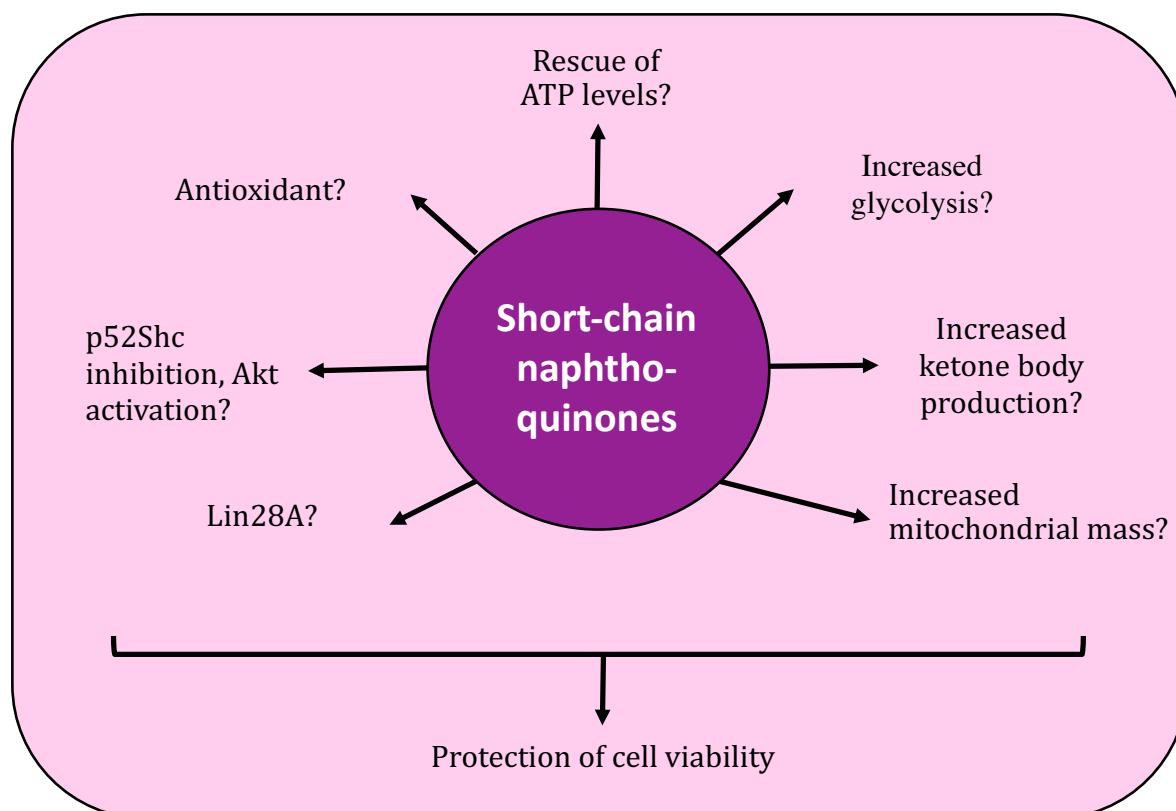 Rescue of
ATP levels?
Antioxidant?
Increased
glycolysis?
Short-chain
naphtho-
quinones
p52Shc
inhibition, Akt
activation?
Increased
ketone body
production?
Lin28A?
Increased
mitochondrial mass?
Protection of cell viability